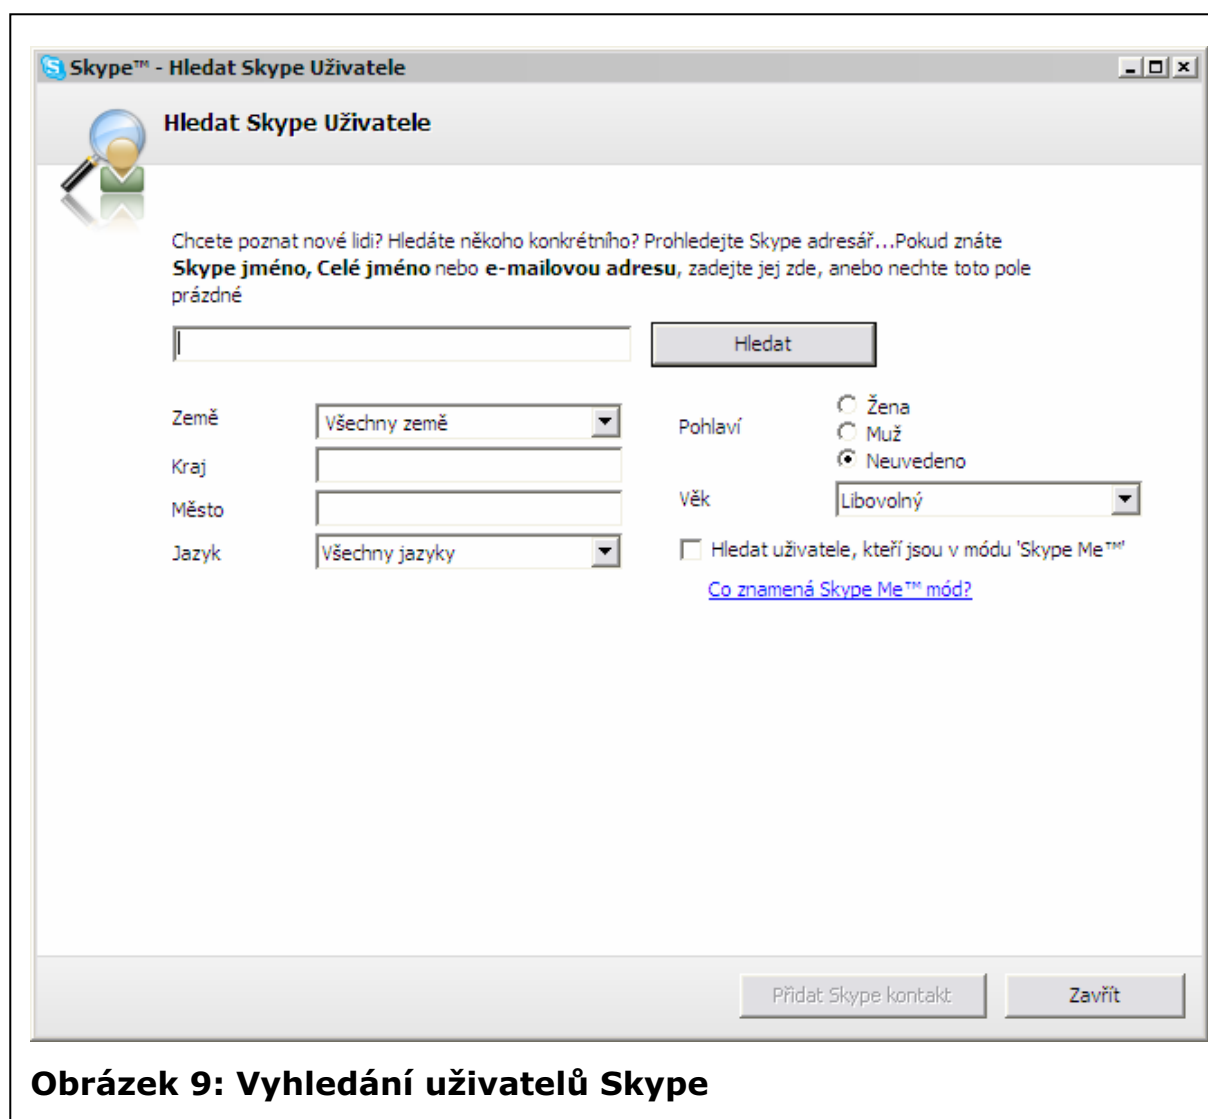 Skype™ - Hledat Skype Uživatele
Hledat Skype Uživatele
Chcete poznat nové lidi? Hledáte někoho konkrétního? Prohledejte Skype adresář...Pokud znáte
Skype jméno, Celé jméno nebo e-mailovou adresu, zadejte jej zde, anebo nechte toto pole
prázdné
Hledat
Země
Všechny země
Kraj
Město
Jazyk
Všechny jazyky
Pohlaví
Žena
Muž
Neuvedeno
Věk
Libovolný
Hledat uživatele, kteří jsou v módu 'Skype Me™'
Co znamená Skype Me™ mód?
Přidat Skype kontakt
Zavřít
Obrázek 9: Vyhledání uživatelů Skype